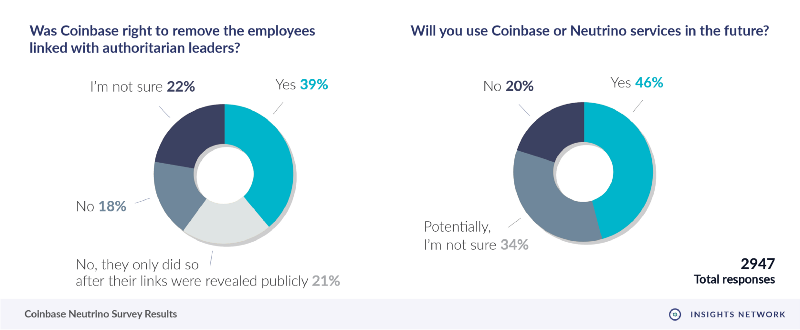 Was Coinbase right to remove the employees
linked with authoritarian leaders?
I'm not sure 22%
Yes 39%
No 18%
No, they only did so
after their links were revealed publicly 21%
Will you use Coinbase or Neutrino services in the future?
No 20%
Yes 46%
Potentially,
I'm not sure 34%
2947
Total responses
Coinbase Neutrino Survey Results
INSIGHTS NETWORK